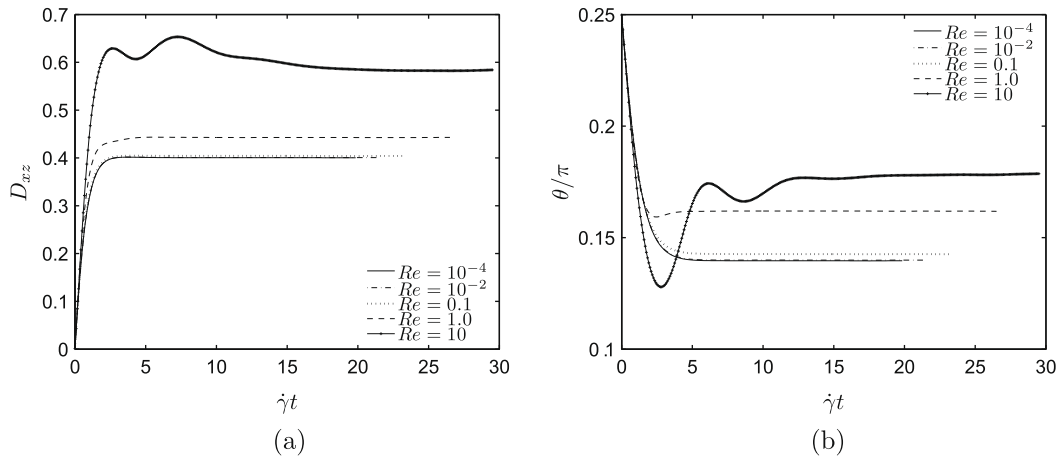 0.7
0.6
0.5
0.4
0.3
0.2
0.1
0
D_{xz}
Re = 10^{-4}
Re = 10^{-2}
Re = 0.1
Re = 1.0
Re = 10
0 5 10 15 20 25 30
γ̇t
(a)
0.25
0.2
0.15
0.1
θ/π
Re = 10^{-4}
Re = 10^{-2}
Re = 0.1
Re = 1.0
Re = 10
0 5 10 15 20 25 30
γ̇t
(b)